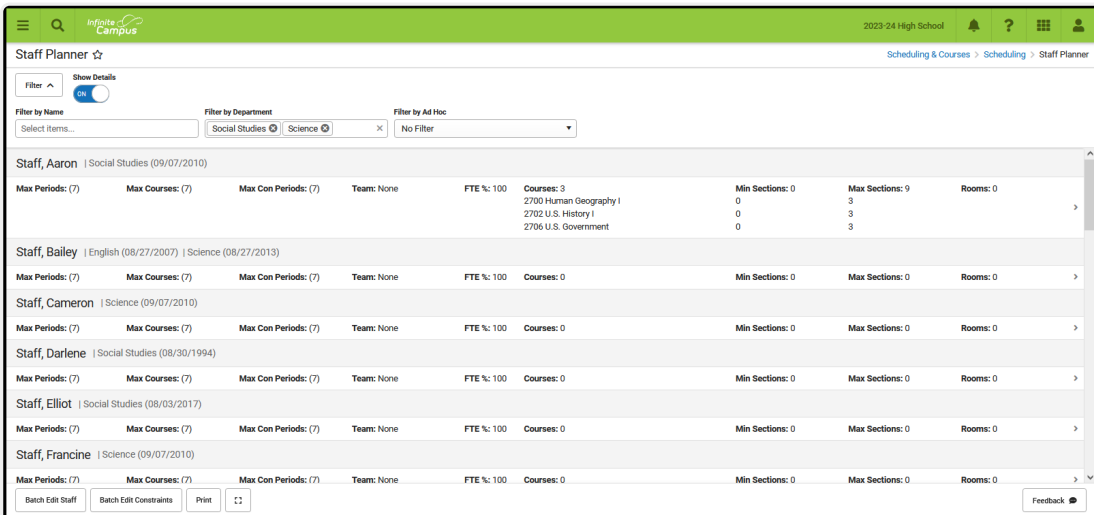 Infinite Campus 2023-24 High School ?
Staff Planner Scheduling & Courses > Scheduling > Staff Planner
Filter Show Details
ON
Filter by Name Filter by Department Filter by Ad Hoc
Select items... Social Studies Science × No Filter
Staff, Aaron | Social Studies (09/07/2010)
Max Periods: (7) Max Courses: (7) Max Con Periods: (7) Team: None FTE %: 100 Courses: 3 Min Sections: 0 Max Sections: 9 Rooms: 0
2700 Human Geography I 0 3
2702 U.S. History I 0 3
2706 U.S. Government 0 3
Staff, Bailey | English (08/27/2007) | Science (08/27/2013)
Max Periods: (7) Max Courses: (7) Max Con Periods: (7) Team: None FTE %: 100 Courses: 0 Min Sections: 0 Max Sections: 0 Rooms: 0
Staff, Cameron | Science (09/07/2010)
Max Periods: (7) Max Courses: (7) Max Con Periods: (7) Team: None FTE %: 100 Courses: 0 Min Sections: 0 Max Sections: 0 Rooms: 0
Staff, Darlene | Social Studies (08/30/1994)
Max Periods: (7) Max Courses: (7) Max Con Periods: (7) Team: None FTE %: 100 Courses: 0 Min Sections: 0 Max Sections: 0 Rooms: 0
Staff, Elliot | Social Studies (08/03/2017)
Max Periods: (7) Max Courses: (7) Max Con Periods: (7) Team: None FTE %: 100 Courses: 0 Min Sections: 0 Max Sections: 0 Rooms: 0
Staff, Francine | Science (09/07/2010)
Max Periods: (7) Max Courses: (7) Max Con Periods: (7) Team: None FTE %: 100 Courses: 0 Min Sections: 0 Max Sections: 0 Rooms: 0
Batch Edit Staff Batch Edit Constraints Print Feedback